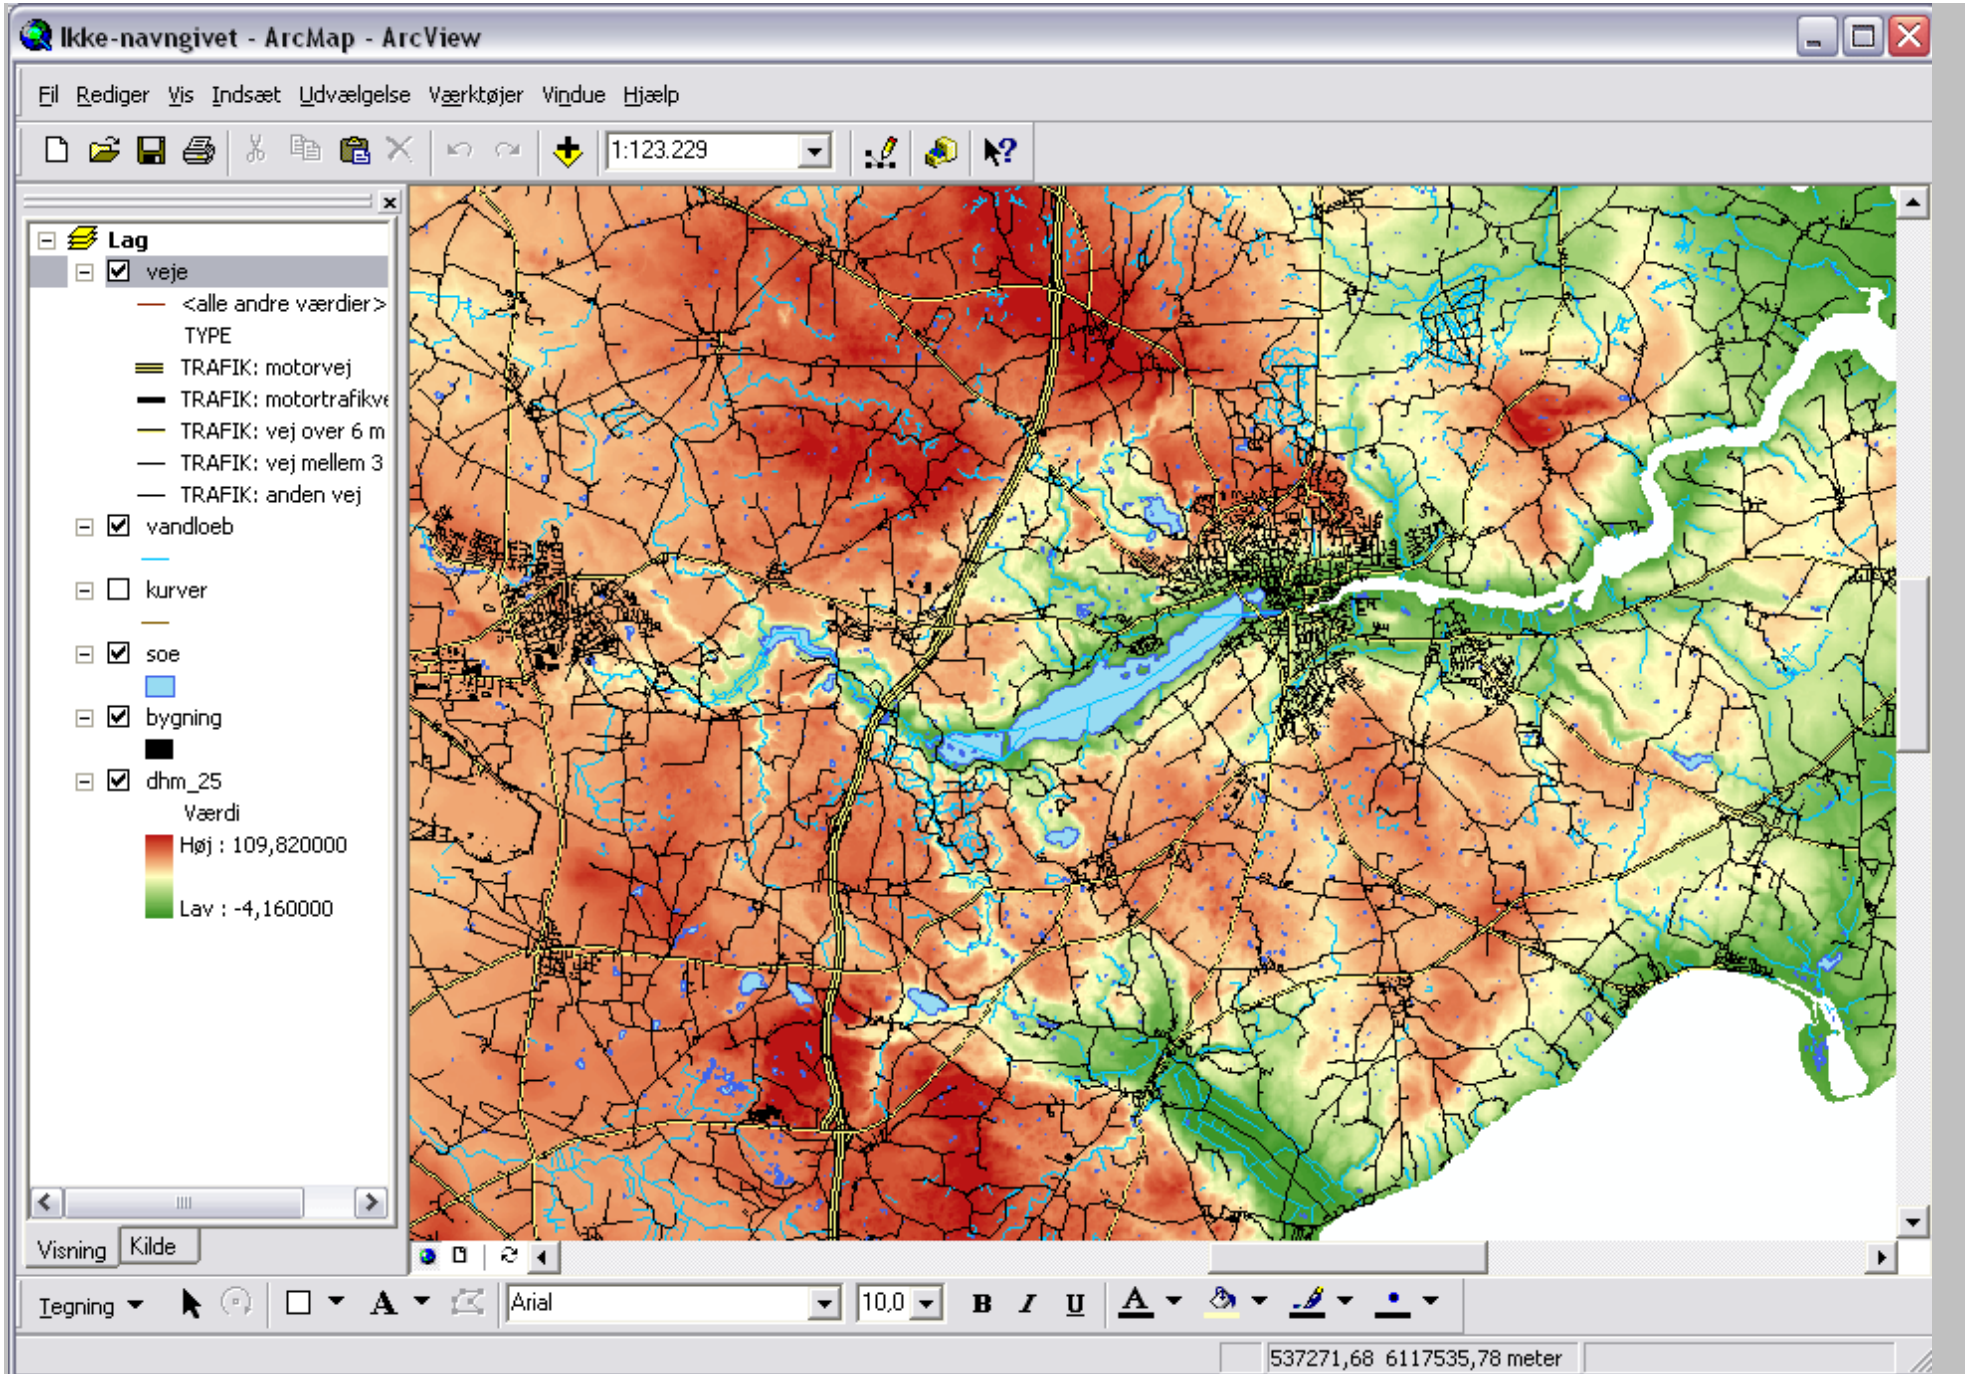 Ikke-navngivet - ArcMap - ArcView
Fil Rediger Vis Indsæt Udvælgelse Værktøjer Vindue Hjælp
1:123.229
Lag
veje
<alle andre værdier>
TYPE
TRAFIK: motorvej
TRAFIK: motortrafikve
TRAFIK: vej over 6 m
TRAFIK: vej mellem 3
TRAFIK: anden vej
vandloeb
kurver
soe
bygning
dhm_25
Værdi
Høj : 109,820000
Lav : -4,160000
Visning Kilde
Tegning A Arial 10,0 B I U A
537271,68 6117535,78 meter